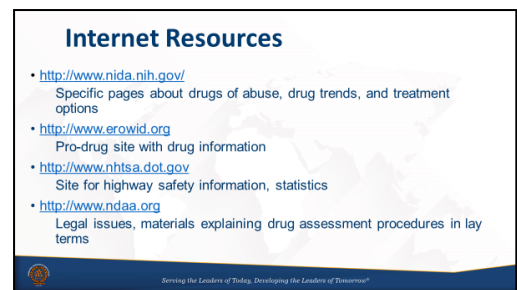 Internet Resources
• http://www.nida.nih.gov/
Specific pages about drugs of abuse, drug trends, and treatment
options
• http://www.erowid.org
Pro-drug site with drug information
• http://www.nhtsa.dot.gov
Site for highway safety information, statistics
• http://www.ndaa.org
Legal issues, materials explaining drug assessment procedures in lay
terms
Serving the Leaders of Today, Developing the Leaders of Tomorrow®